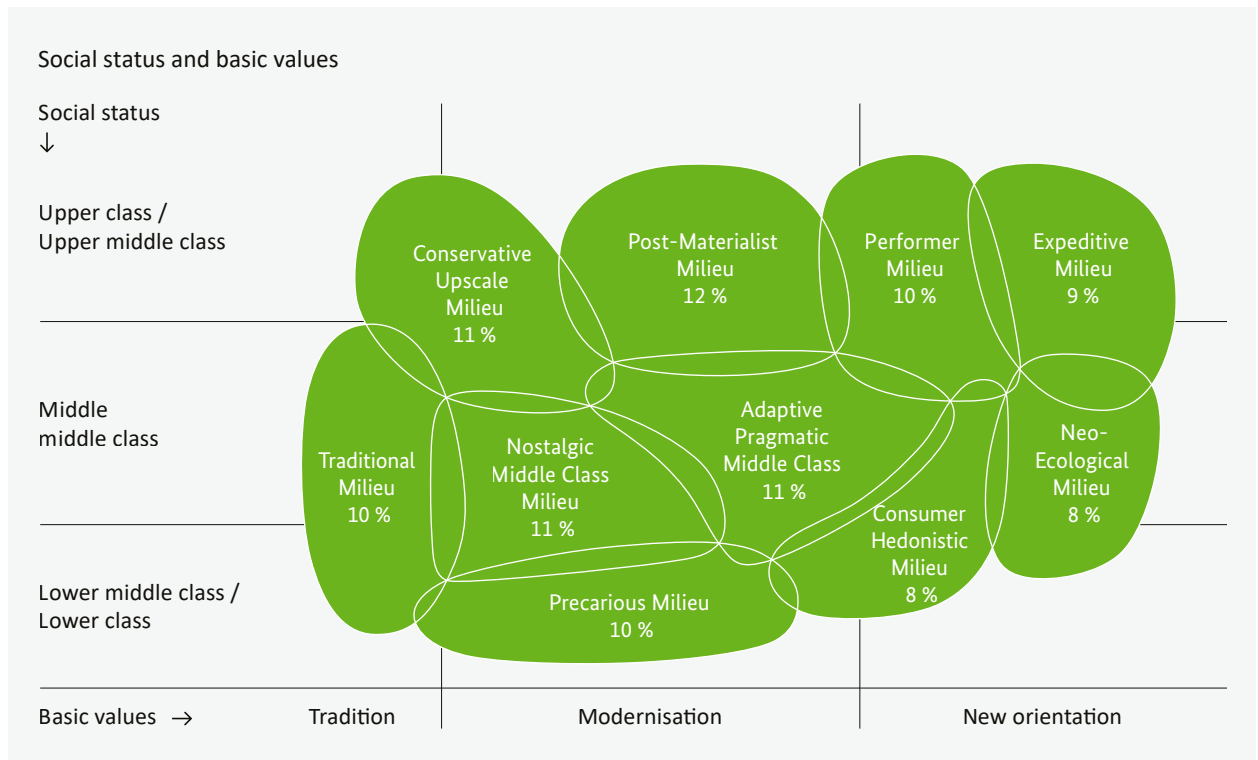 Social status and basic values
Social status
↓
Upper class /
Upper middle class
Middle
middle class
Lower middle class /
Lower class
Conservative
Upscale
Milieu
11 %
Post-Materialist
Milieu
12 %
Performer
Milieu
10 %
Expeditive
Milieu
9 %
Traditional
Milieu
10 %
Nostalgic
Middle Class
Milieu
11 %
Adaptive
Pragmatic
Middle Class
11 %
Neo-
Ecological
Milieu
8 %
Consumer
Hedonistic
Milieu
8 %
Precarious Milieu
10 %
Basic values →
Tradition
Modernisation
New orientation